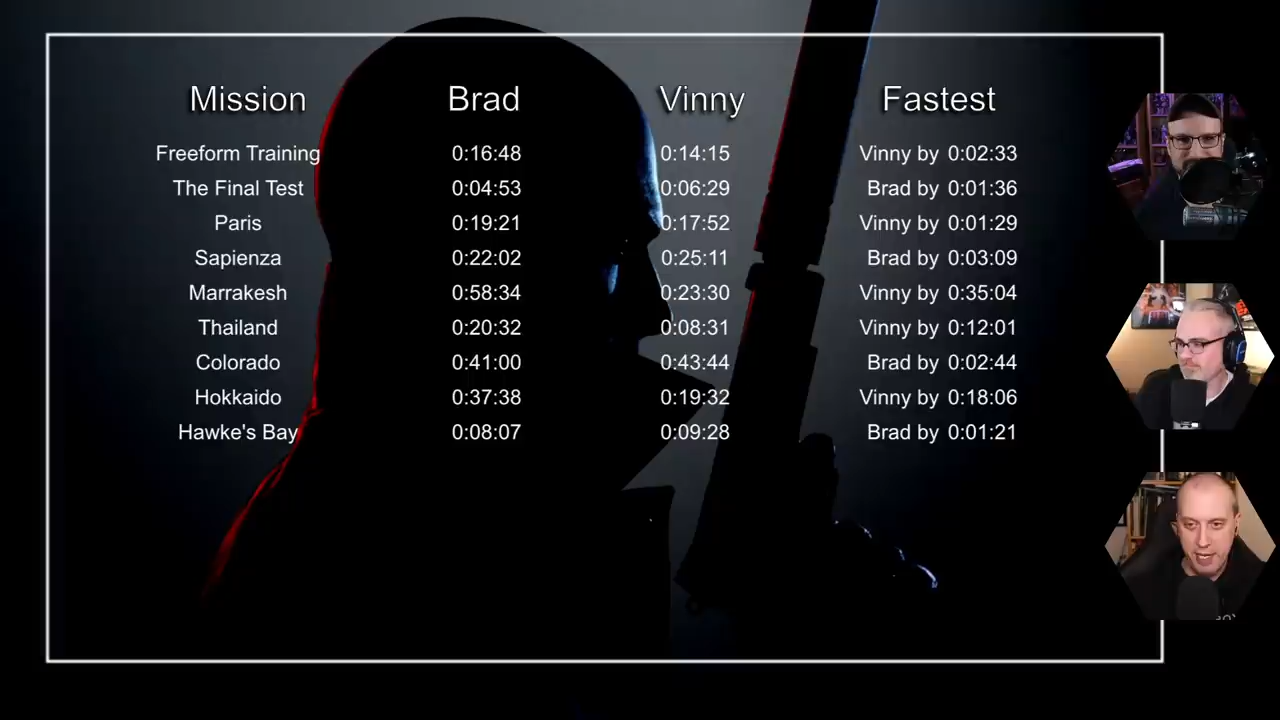 Mission Brad Vinny Fastest
Freeform Training 0:16:48 0:14:15 Vinny by 0:02:33
The Final Test 0:04:53 0:06:29 Brad by 0:01:36
Paris 0:19:21 0:17:52 Vinny by 0:01:29
Sapienza 0:22:02 0:25:11 Brad by 0:03:09
Marrakesh 0:58:34 0:23:30 Vinny by 0:35:04
Thailand 0:20:32 0:08:31 Vinny by 0:12:01
Colorado 0:41:00 0:43:44 Brad by 0:02:44
Hokkaido 0:37:38 0:19:32 Vinny by 0:18:06
Hawke's Bay 0:08:07 0:09:28 Brad by 0:01:21